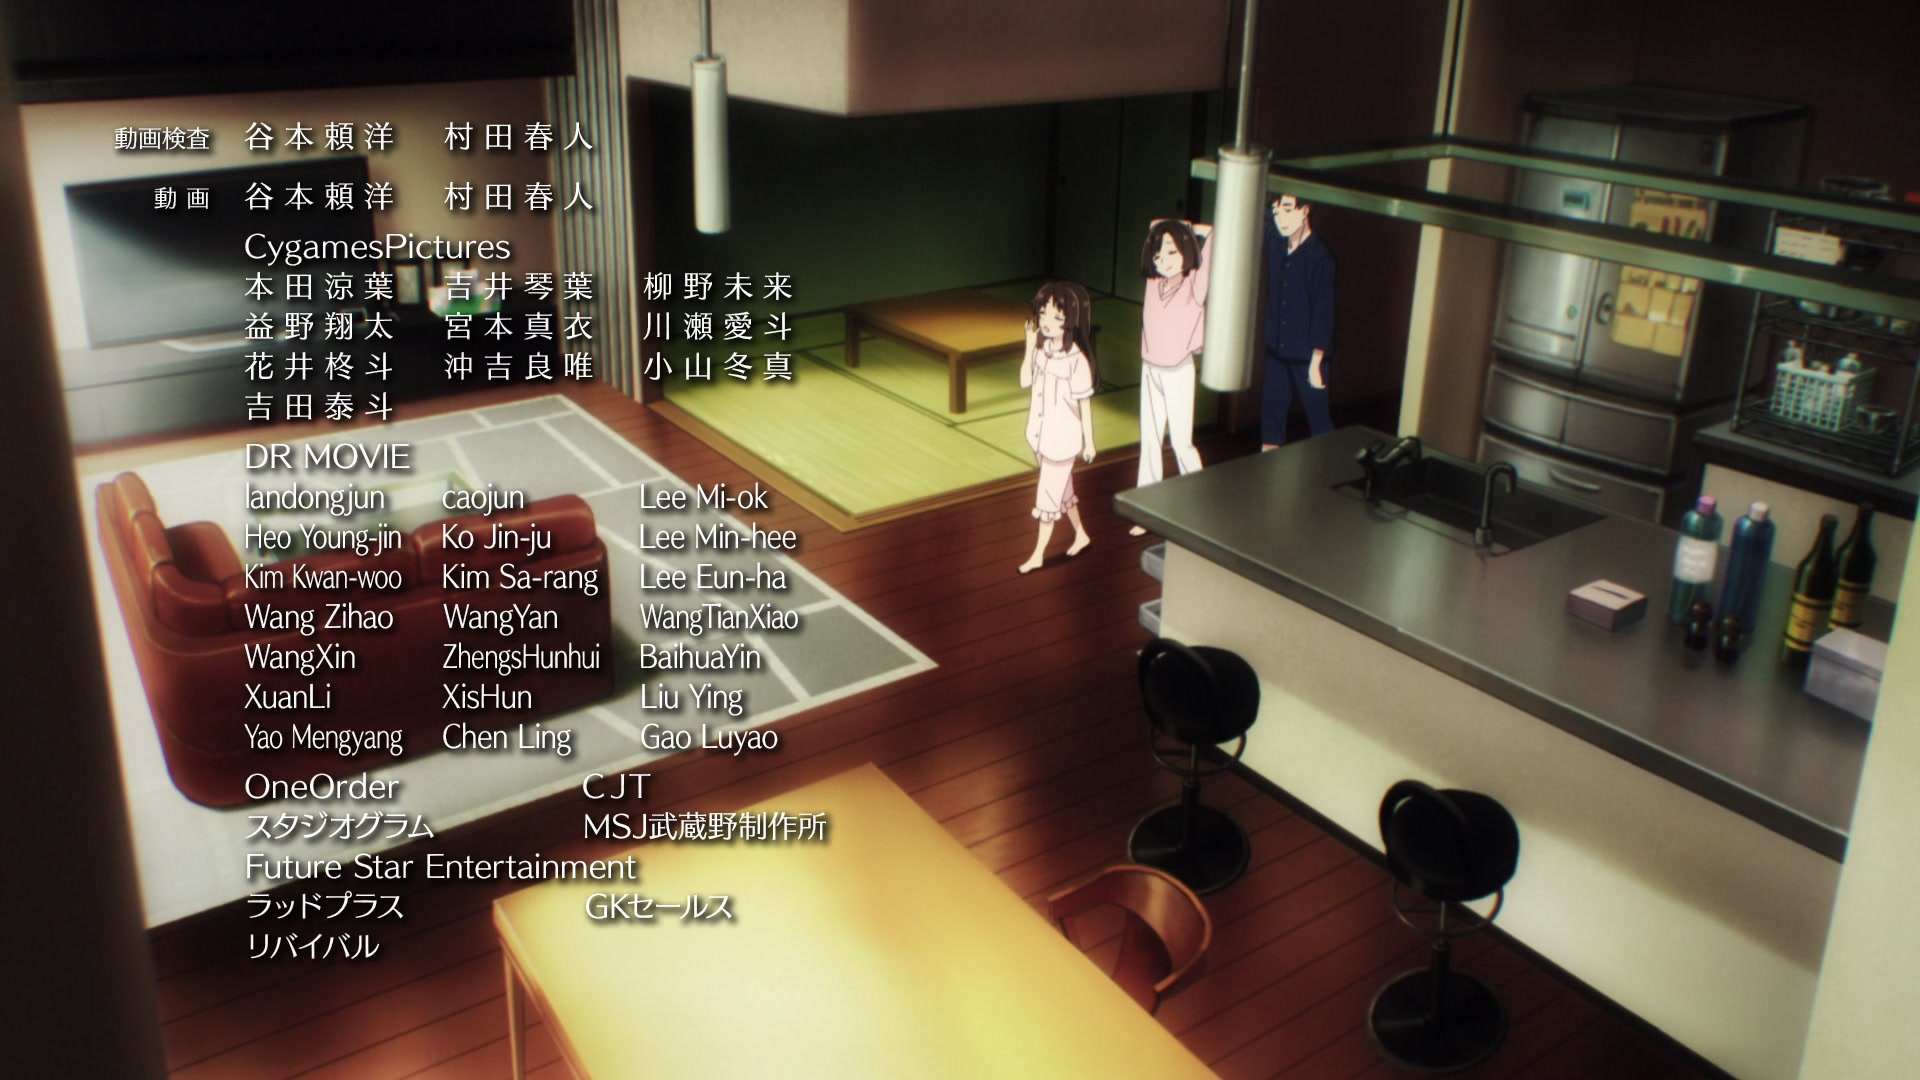 動画検査 谷本頼洋 村田春人
動画 谷本頼洋 村田春人
CygamesPictures
本田涼葉 吉井琴葉 柳野未来
益野翔太 宮本真衣 川瀬愛斗
花井柊斗 沖吉良唯 小山冬真
吉田泰斗
DR MOVIE
landongjun caojun Lee Mi-ok
Heo Young-jin Ko Jin-ju Lee Min-hee
Kim Kwan-woo Kim Sa-rang Lee Eun-ha
Wang Zihao WangYan WangTianXiao
WangXin ZhengsHunhui BaihuaYin
XuanLi XisHun Liu Ying
Yao Mengyang Chen Ling Gao Luyao
OneOrder CJT
スタジオグラム MSJ武蔵野制作所
Future Star Entertainment
ラッドプラス GKセールス
リバイバル